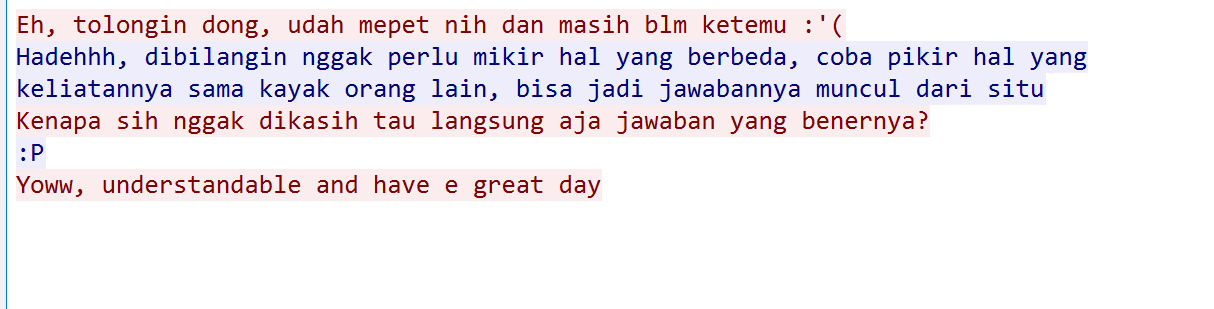 Eh, tolongin dong, udah mepet nih dan masih blm ketemu :'(
Hadehhh, dibilangin nggak perlu mikir hal yang berbeda, coba pikir hal yang
keliatannya sama kayak orang lain, bisa jadi jawabannya muncul dari situ
Kenapa sih nggak dikasih tau langsung aja jawaban yang benernya?
:P
Yoww, understandable and have e great day